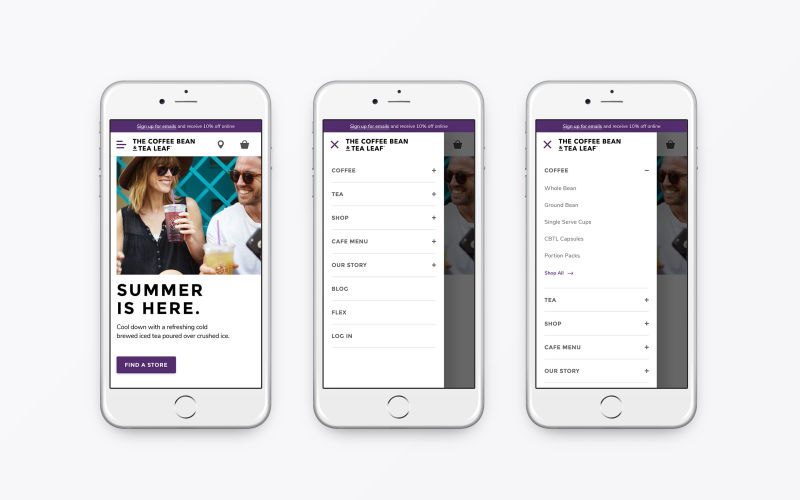 Sign up for emails and receive 10% off online
THE COFFEE BEAN
& TEA LEAF
SUMMER
IS HERE.
Cool down with a refreshing cold
brewed iced tea poured over crushed ice.
FIND A STORE
Sign up for emails and receive 10% off online
THE COFFEE BEAN
& TEA LEAF
COFFEE +
TEA +
SHOP +
CAFE MENU +
OUR STORY +
BLOG
FLEX
LOG IN
Sign up for emails and receive 10% off online
THE COFFEE BEAN
& TEA LEAF
COFFEE −
Whole Bean
Ground Bean
Single Serve Cups
CBTL Capsules
Portion Packs
Shop All →
TEA +
SHOP +
CAFE MENU +
OUR STORY +